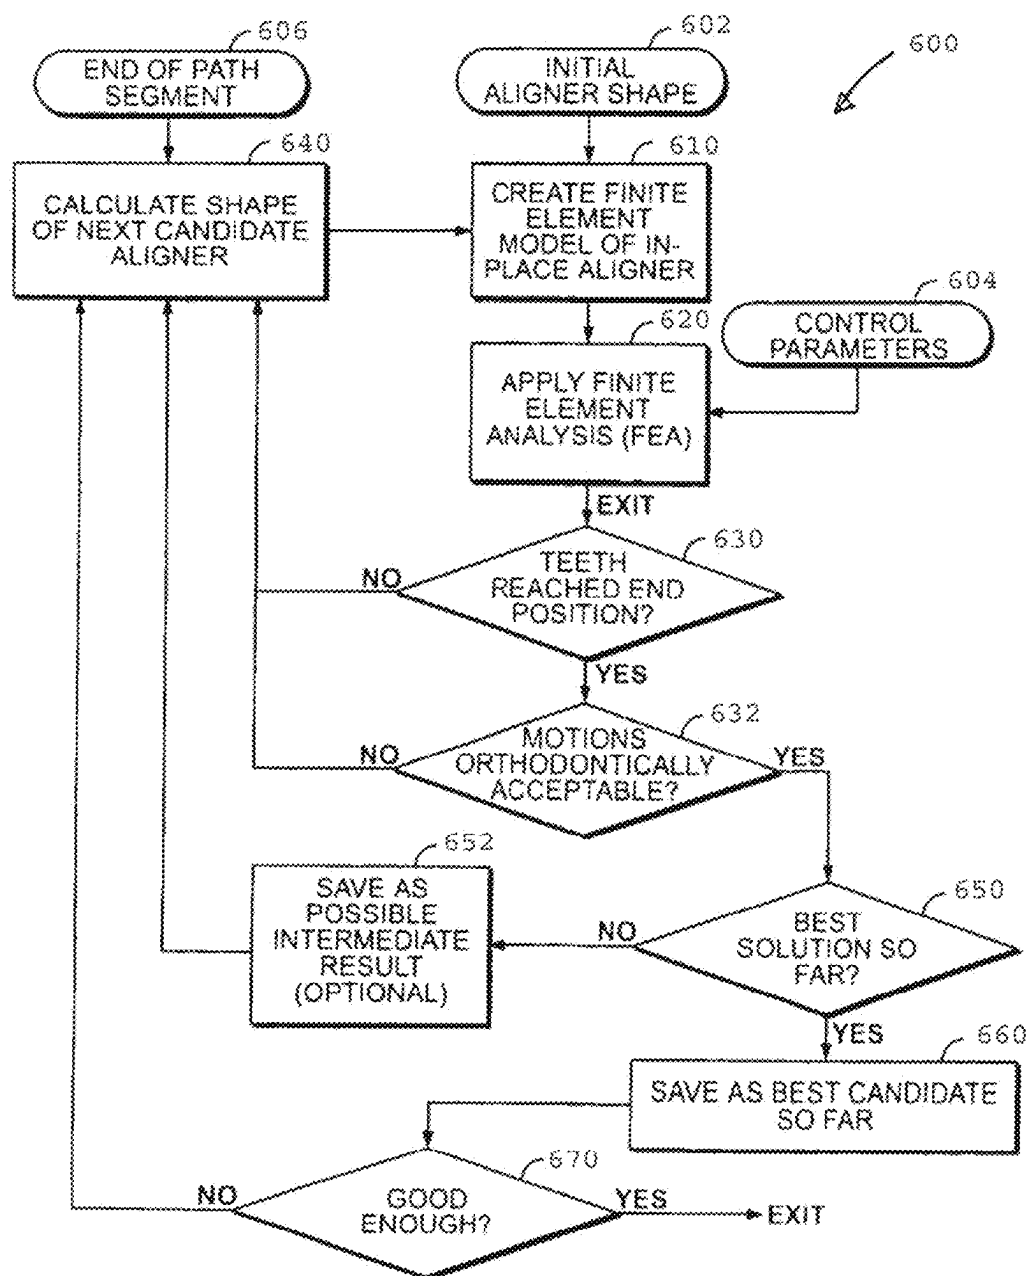 606
END OF PATH
SEGMENT
602
INITIAL
ALIGNER SHAPE
600
640
CALCULATE SHAPE
OF NEXT CANDIDATE
ALIGNER
610
CREATE FINITE
ELEMENT
MODEL OF IN-
PLACE ALIGNER
604
CONTROL
PARAMETERS
620
APPLY FINITE
ELEMENT
ANALYSIS (FEA)
EXIT
630
TEETH
REACHED END
POSITION?
NO
YES
632
MOTIONS
ORTHODONTICALLY
ACCEPTABLE?
NO
YES
652
SAVE AS
POSSIBLE
INTERMEDIATE
RESULT
(OPTIONAL)
650
BEST
SOLUTION SO
FAR?
NO
YES
660
SAVE AS BEST CANDIDATE
SO FAR
670
GOOD
ENOUGH?
NO
YES
EXIT